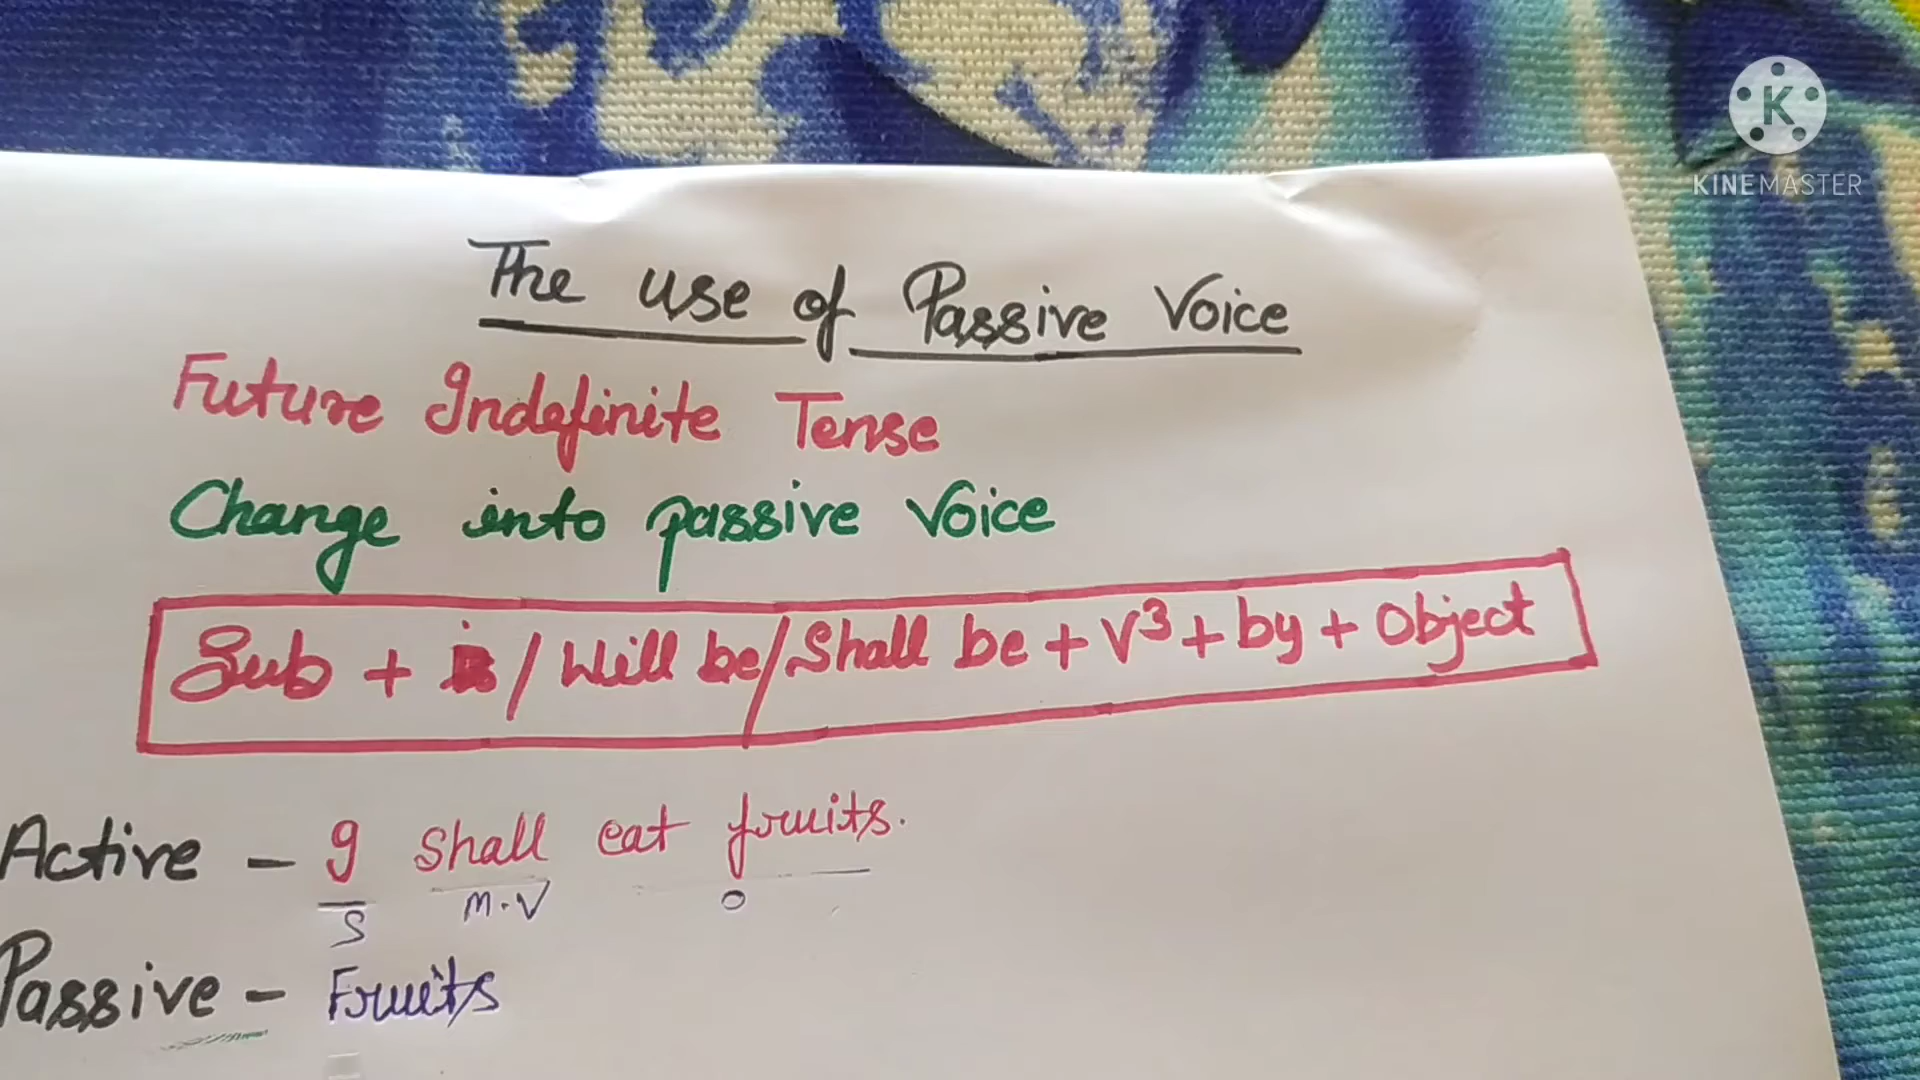 K
KINEMASTER
The use of Passive Voice
Future Indefinite Tense
Change into passive Voice
Sub + / Will be/Shall be + V³ + by + Object
Active - I shall eat fruits.
S M.V O
Passive - Fruits